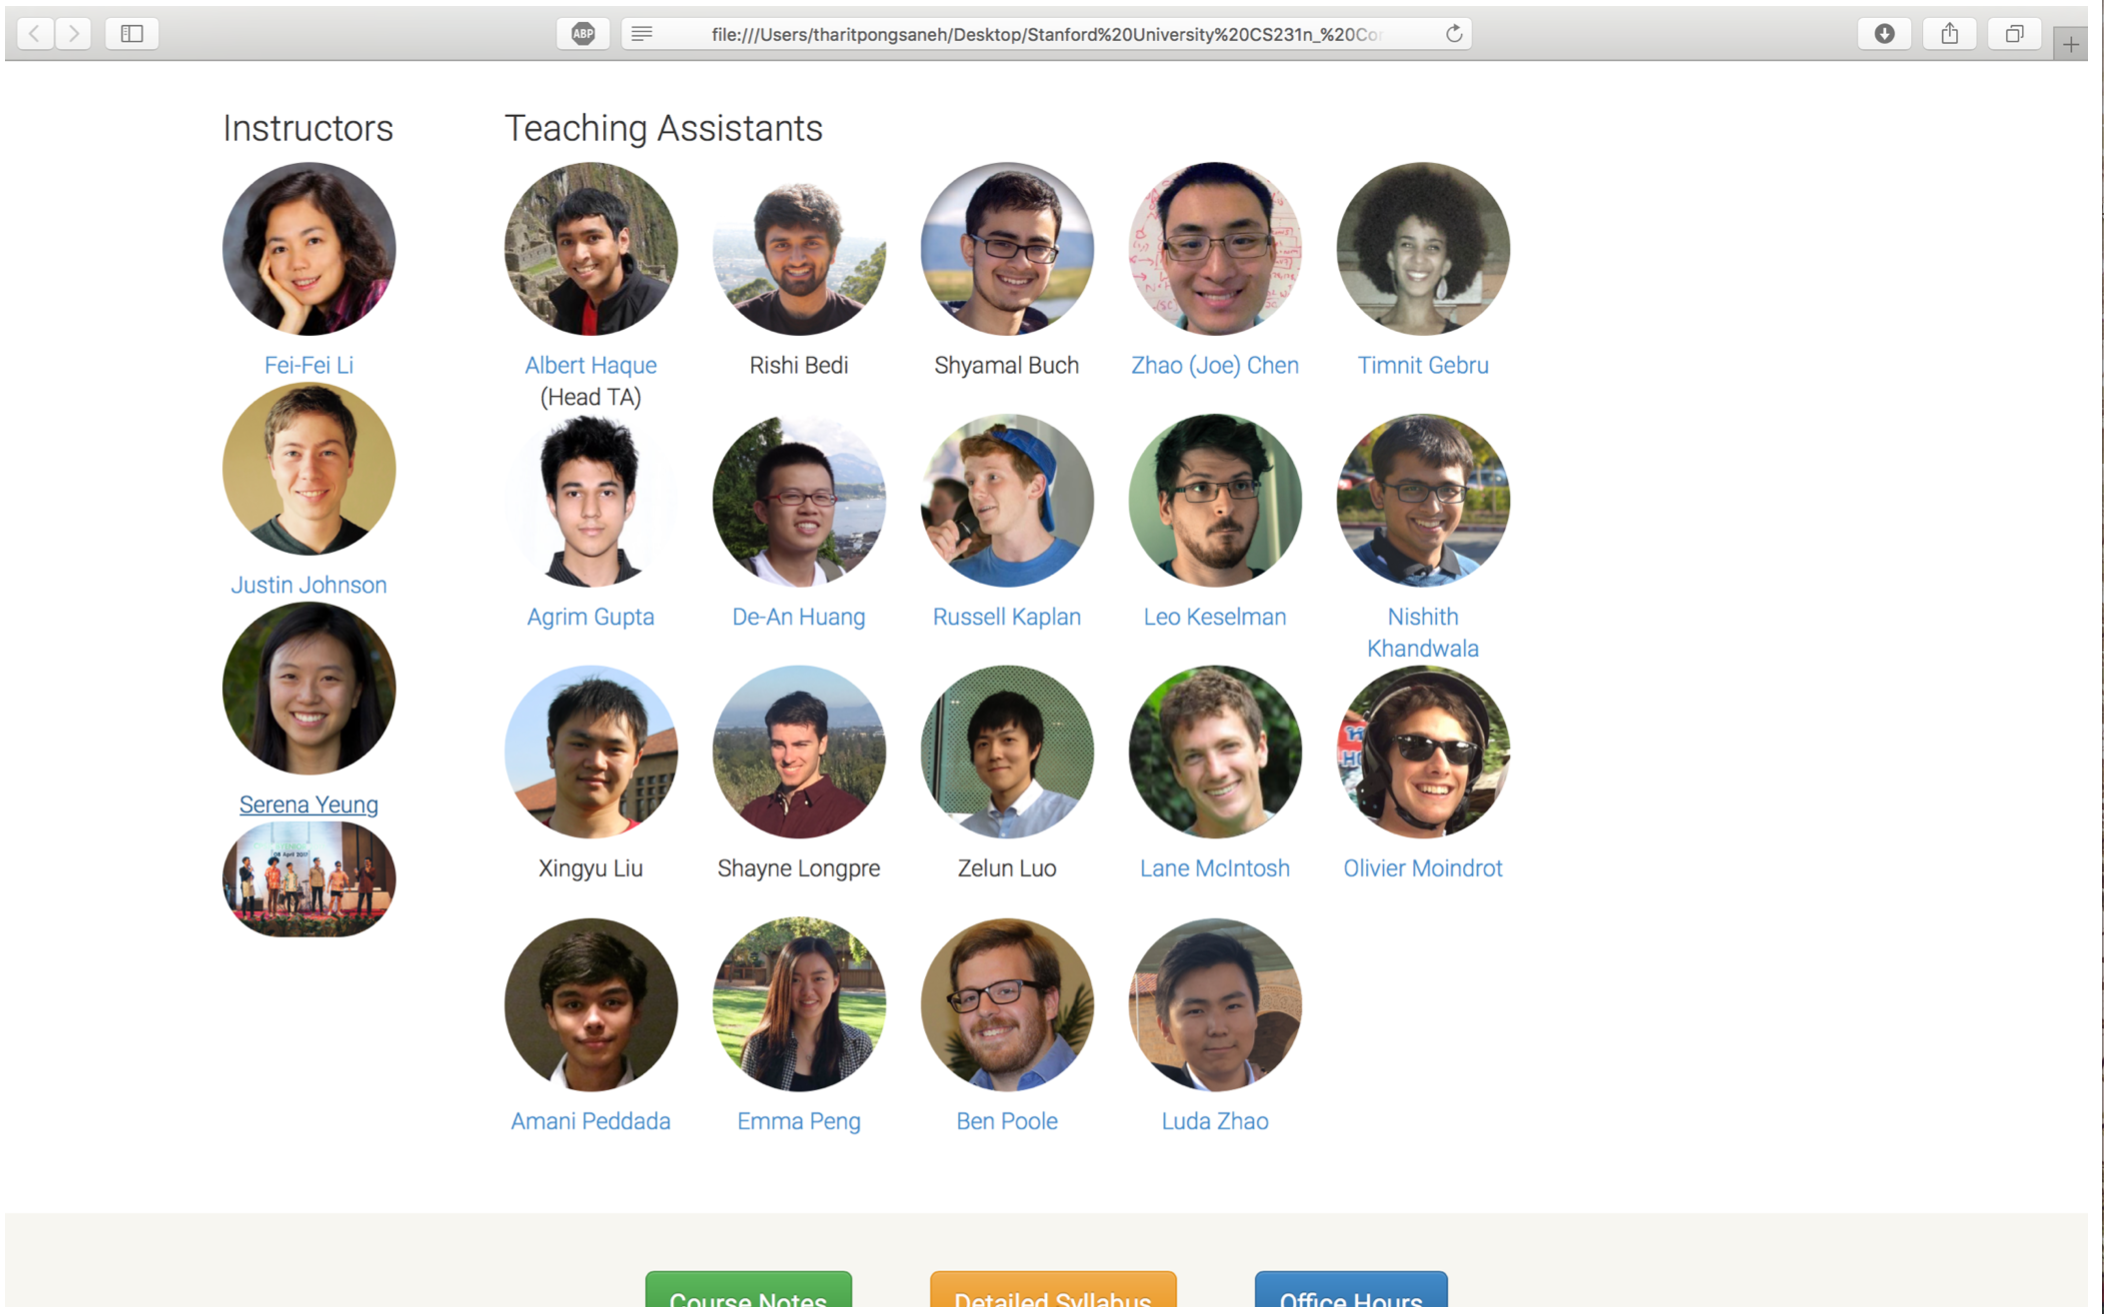 ABP
file:///Users/tharitpongsaneh/Desktop/Stanford%20University%20CS231n_%20Co
Instructors
Teaching Assistants
Fei-Fei Li
Justin Johnson
Serena Yeung
Albert Haque
(Head TA)
Rishi Bedi
Shyamal Buch
Zhao (Joe) Chen
Timnit Gebru
Agrim Gupta
De-An Huang
Russell Kaplan
Leo Keselman
Nishith
Khandwala
Xingyu Liu
Shayne Longpre
Zelun Luo
Lane McIntosh
Olivier Moindrot
Amani Peddada
Emma Peng
Ben Poole
Luda Zhao
Course Notes
Detailed Syllabus
Office Hours